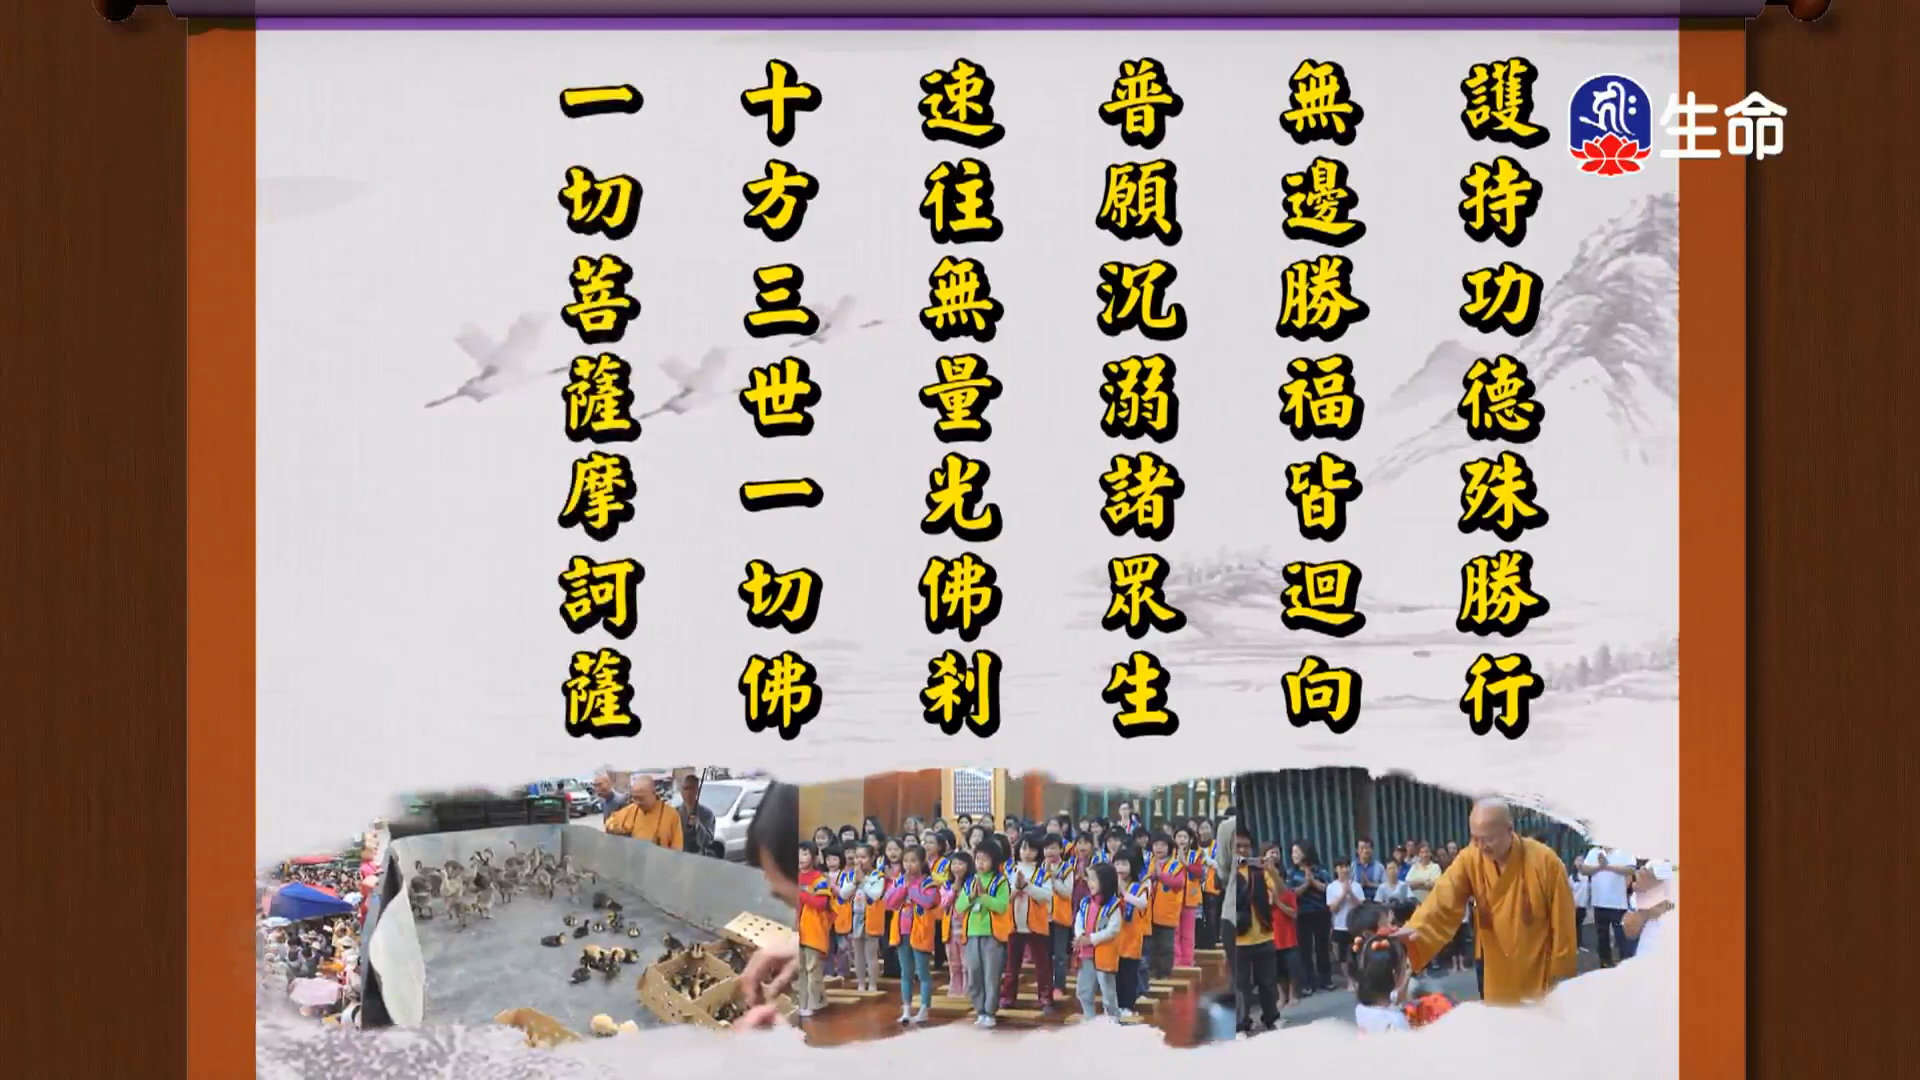 護持功德殊勝行
無邊勝福皆迴向
普願沉溺諸眾生
速往無量光佛剎
十方三世一切佛
一切菩薩摩訶薩
生命